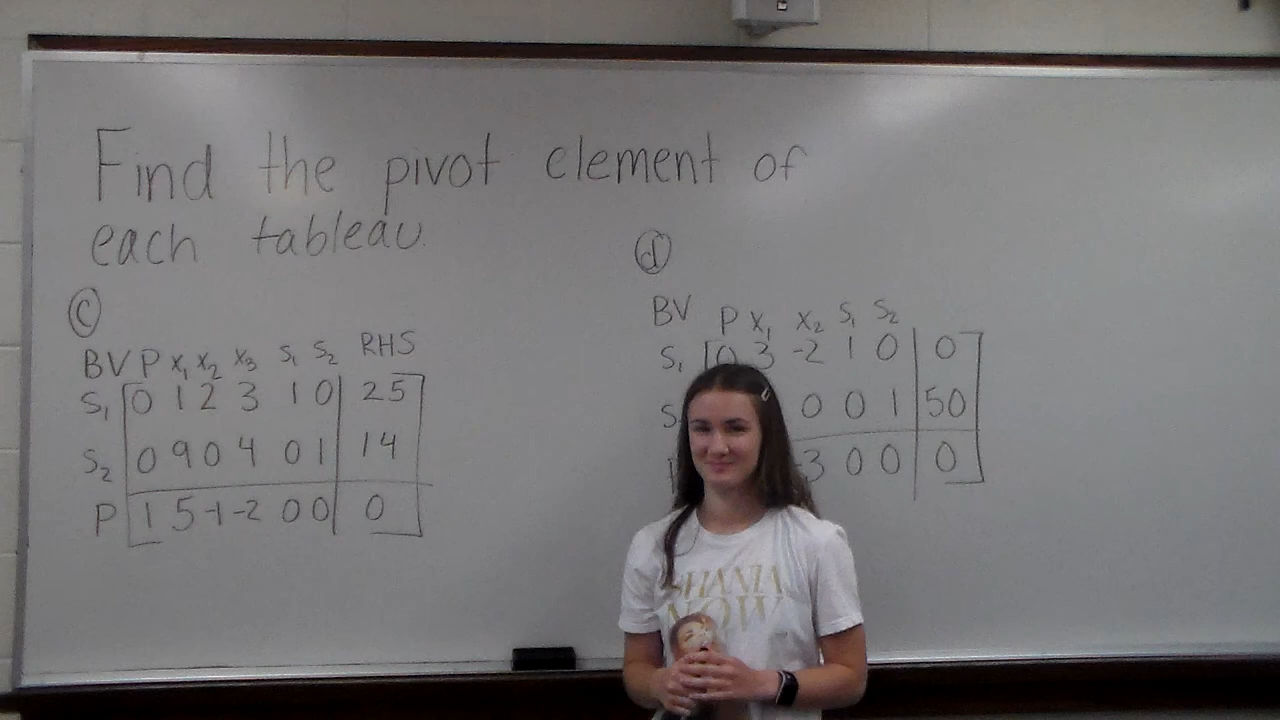 Find the pivot element of
each tableau
c
BV P x₁ x₂ x₃ s₁ s₂ RHS
S₁ 0 1 2 3 1 0 25
S₂ 0 9 0 4 0 1 14
P 1 5 -1 -2 0 0 0
d
BV P x₁ x₂ s₁ s₂
S₁ 0 3 -2 1 0 0
S 0 0 1 50
-3 0 0 0
SHANIA
NOW